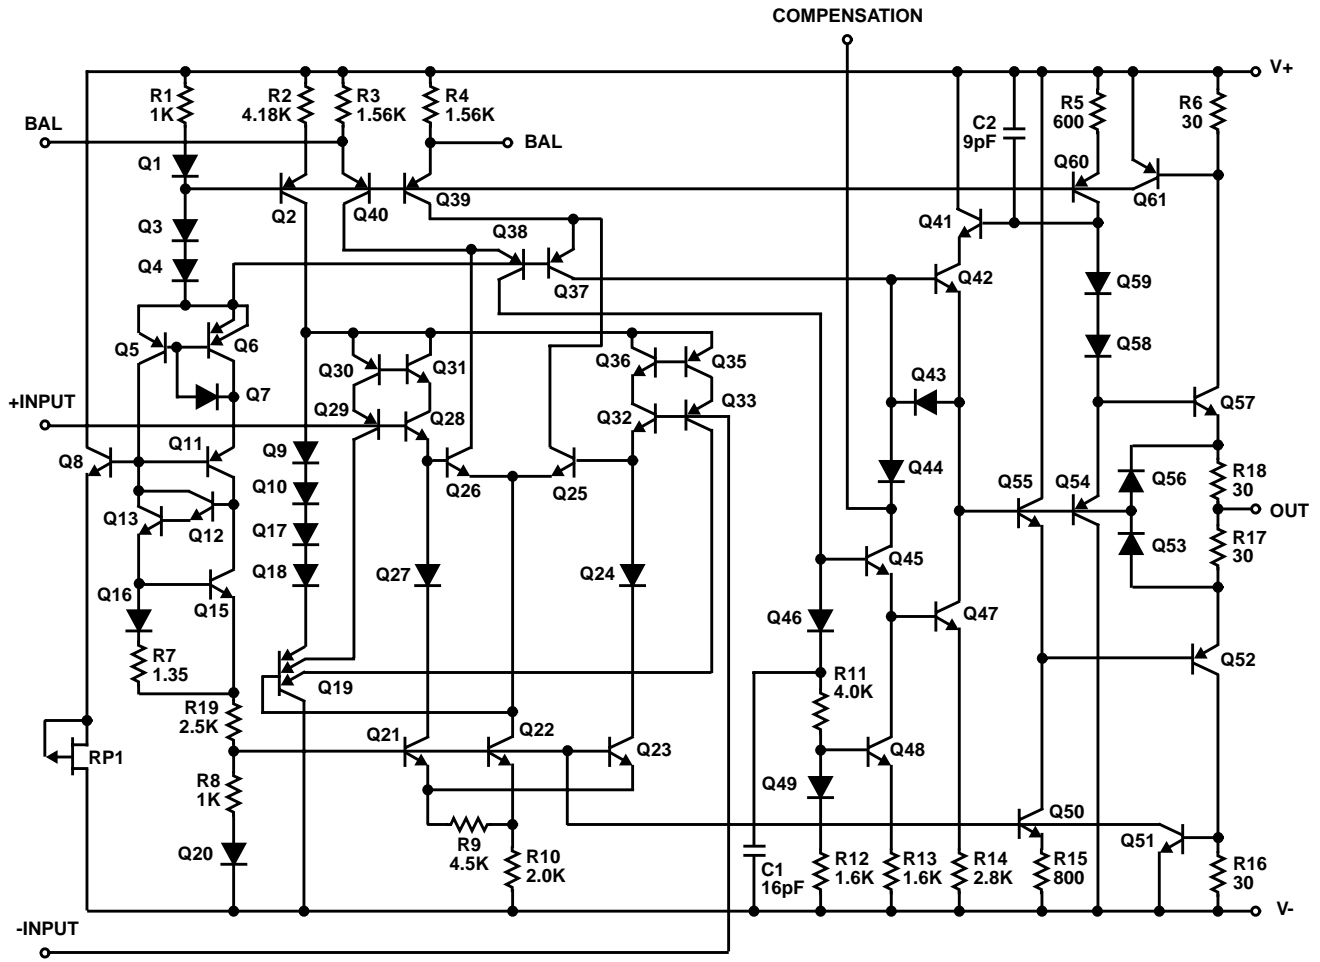 COMPENSATION
V+
R1
1K
R2
4.18K
R3
1.56K
R4
1.56K
C2
9pF
R5
600
R6
30
BAL
BAL
Q1
Q2
Q40
Q39
Q60
Q61
Q3
Q38
Q41
Q4
Q37
Q42
Q59
Q5
Q6
Q30
Q31
Q36
Q35
Q58
Q7
Q43
+INPUT
Q29
Q28
Q32
Q33
Q57
Q8
Q11
Q9
Q26
Q25
Q44
Q55
Q54
Q56
R18
30
Q10
Q13
Q12
OUT
Q17
Q53
R17
30
Q18
Q27
Q24
Q45
Q16
Q15
Q46
Q47
R7
1.35
Q19
R11
4.0K
Q52
R19
2.5K
Q21
Q22
Q23
Q48
RP1
R8
1K
Q49
Q50
Q51
Q20
R9
4.5K
R10
2.0K
C1
16pF
R12
1.6K
R13
1.6K
R14
2.8K
R15
800
R16
30
V-
-INPUT